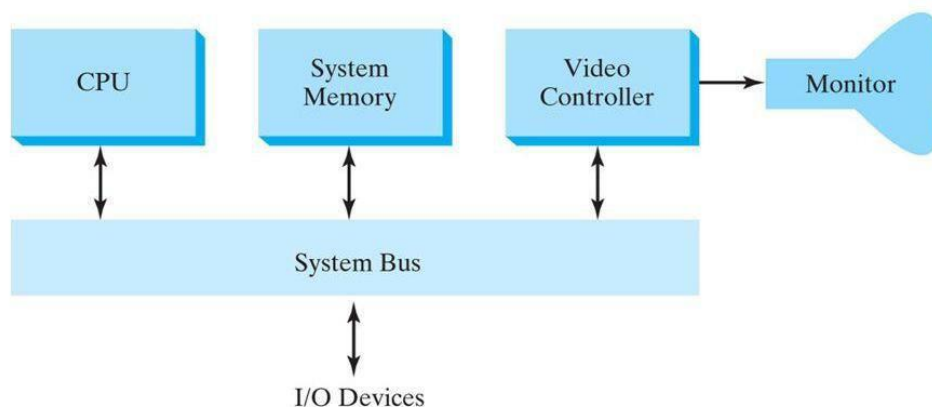 CPU
System
Memory
Video
Controller
Monitor
System Bus
I/O Devices